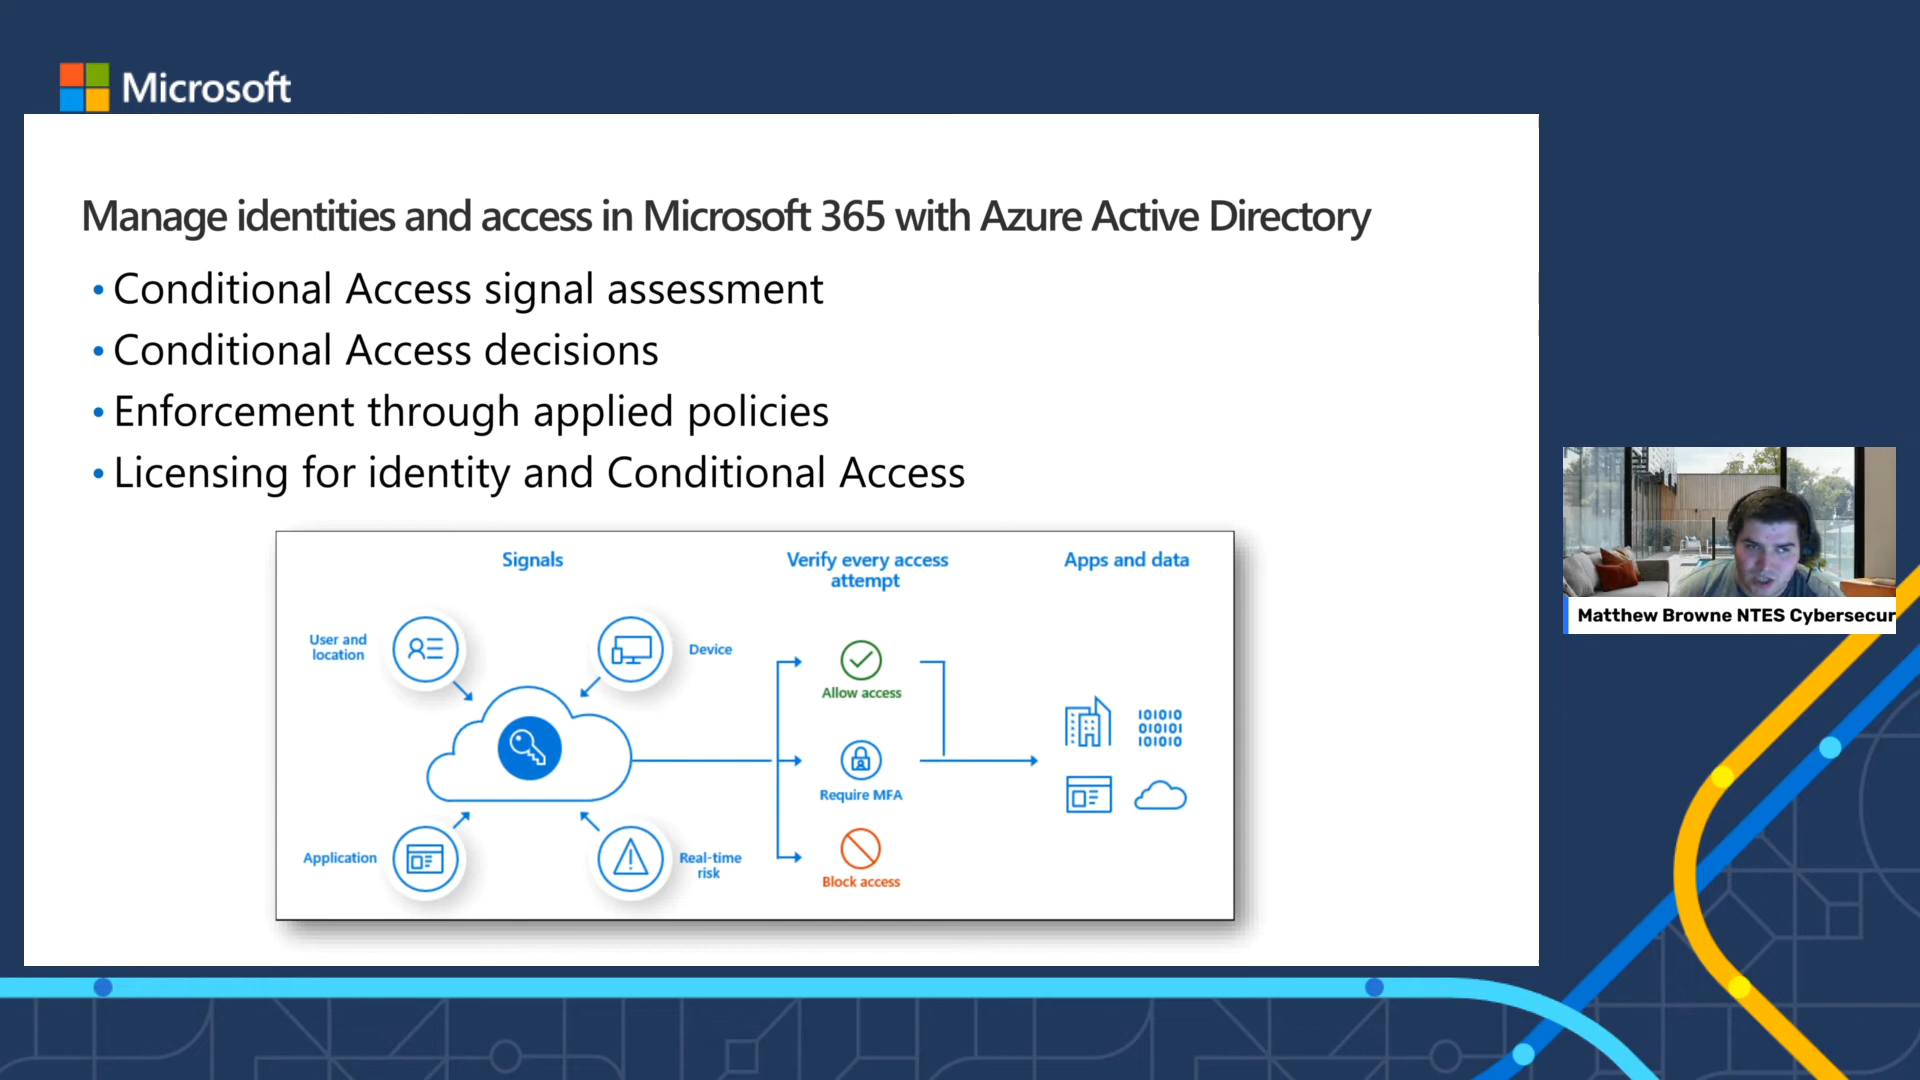 Microsoft
Manage identities and access in Microsoft 365 with Azure Active Directory
• Conditional Access signal assessment
• Conditional Access decisions
• Enforcement through applied policies
• Licensing for identity and Conditional Access
Signals
Verify every access
attempt
Apps and data
User and
location
Device
Allow access
101010
010101
101010
Require MFA
Application
Real-time
risk
Block access
Matthew Browne NTES Cybersecur